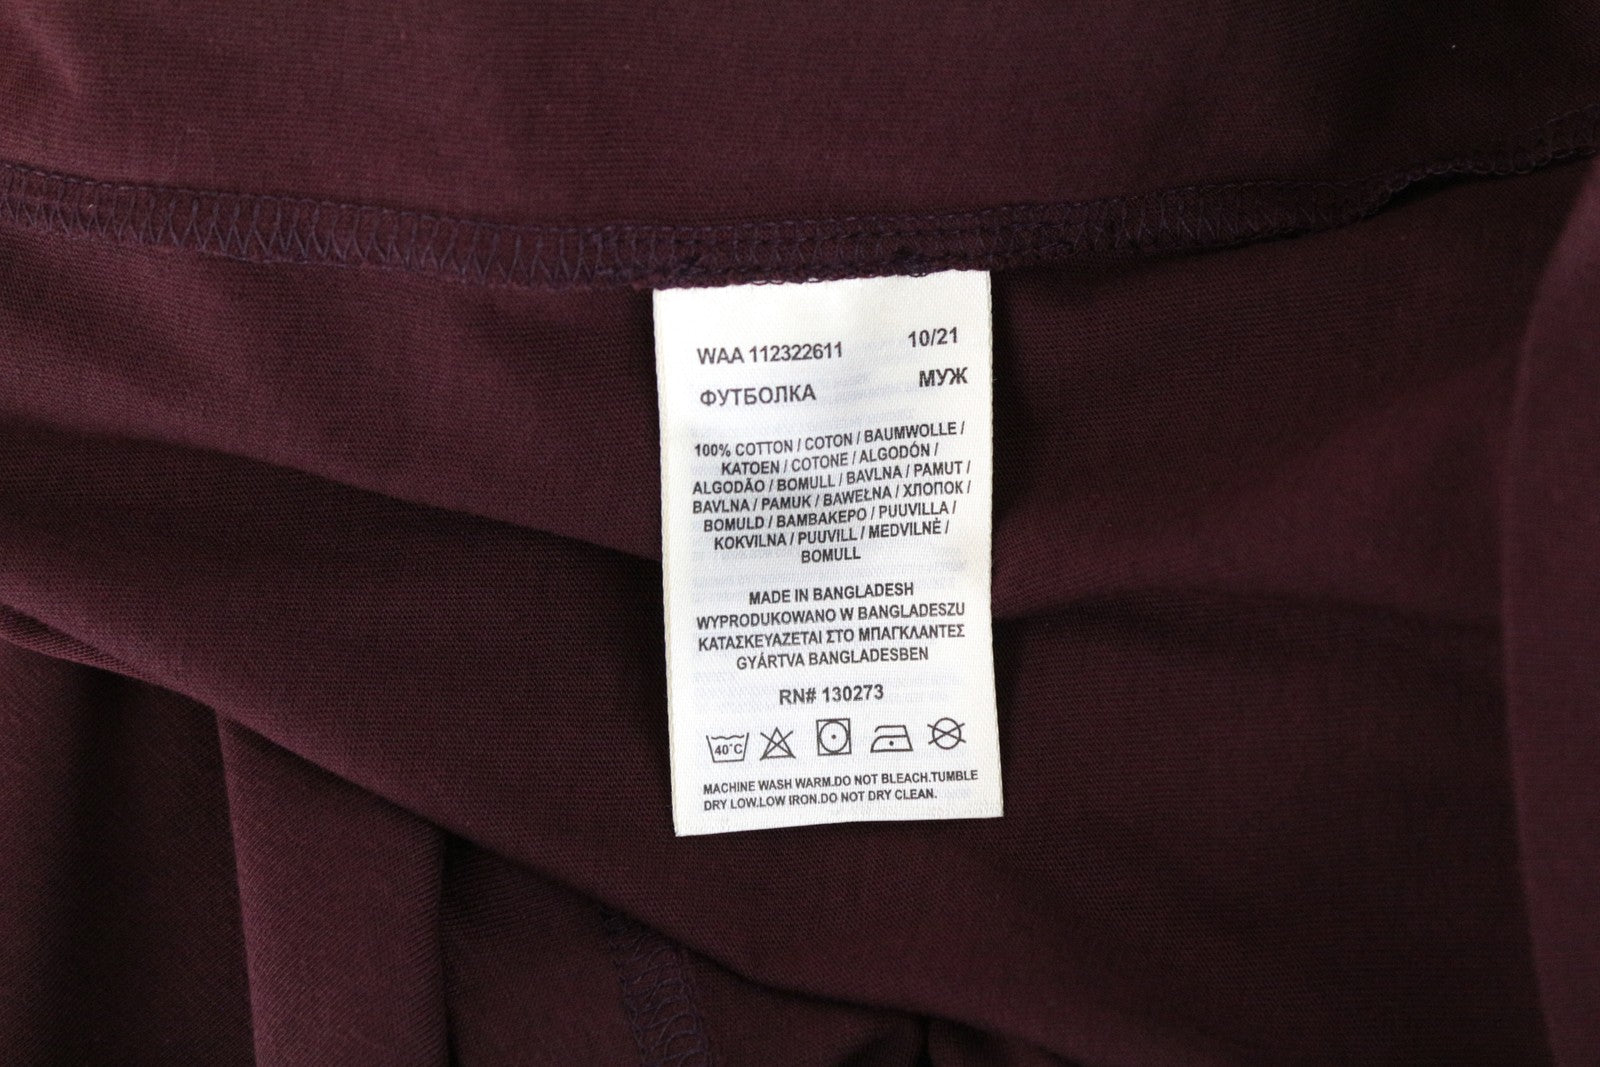 WAA 112322611 10/21
ФУТБОЛКА МУЖ
100% COTTON / COTON / BAUMWOLLE /
KATOEN / COTONE / ALGODÓN /
ALGODÃO / BOMULL / BAVLNA / PAMUT /
BAVLNA / PAMUK / BAWEŁNA / ХЛОПОК /
BOMULD / BAMBAKEPO / PUUVILLA /
KOKVILNA / PUUVILL / MEDVILNĖ /
BOMULL
MADE IN BANGLADESH
WYPRODUKOWANO W BANGLADESZU
ΚΑΤΑΣΚΕΥΑΖΕΤΑΙ ΣΤΟ ΜΠΑΓΚΛΑΝΤΕΣ
GYÁRTVA BANGLADESBEN
RN# 130273
40°C
MACHINE WASH WARM.DO NOT BLEACH.TUMBLE
DRY LOW.LOW IRON.DO NOT DRY CLEAN.